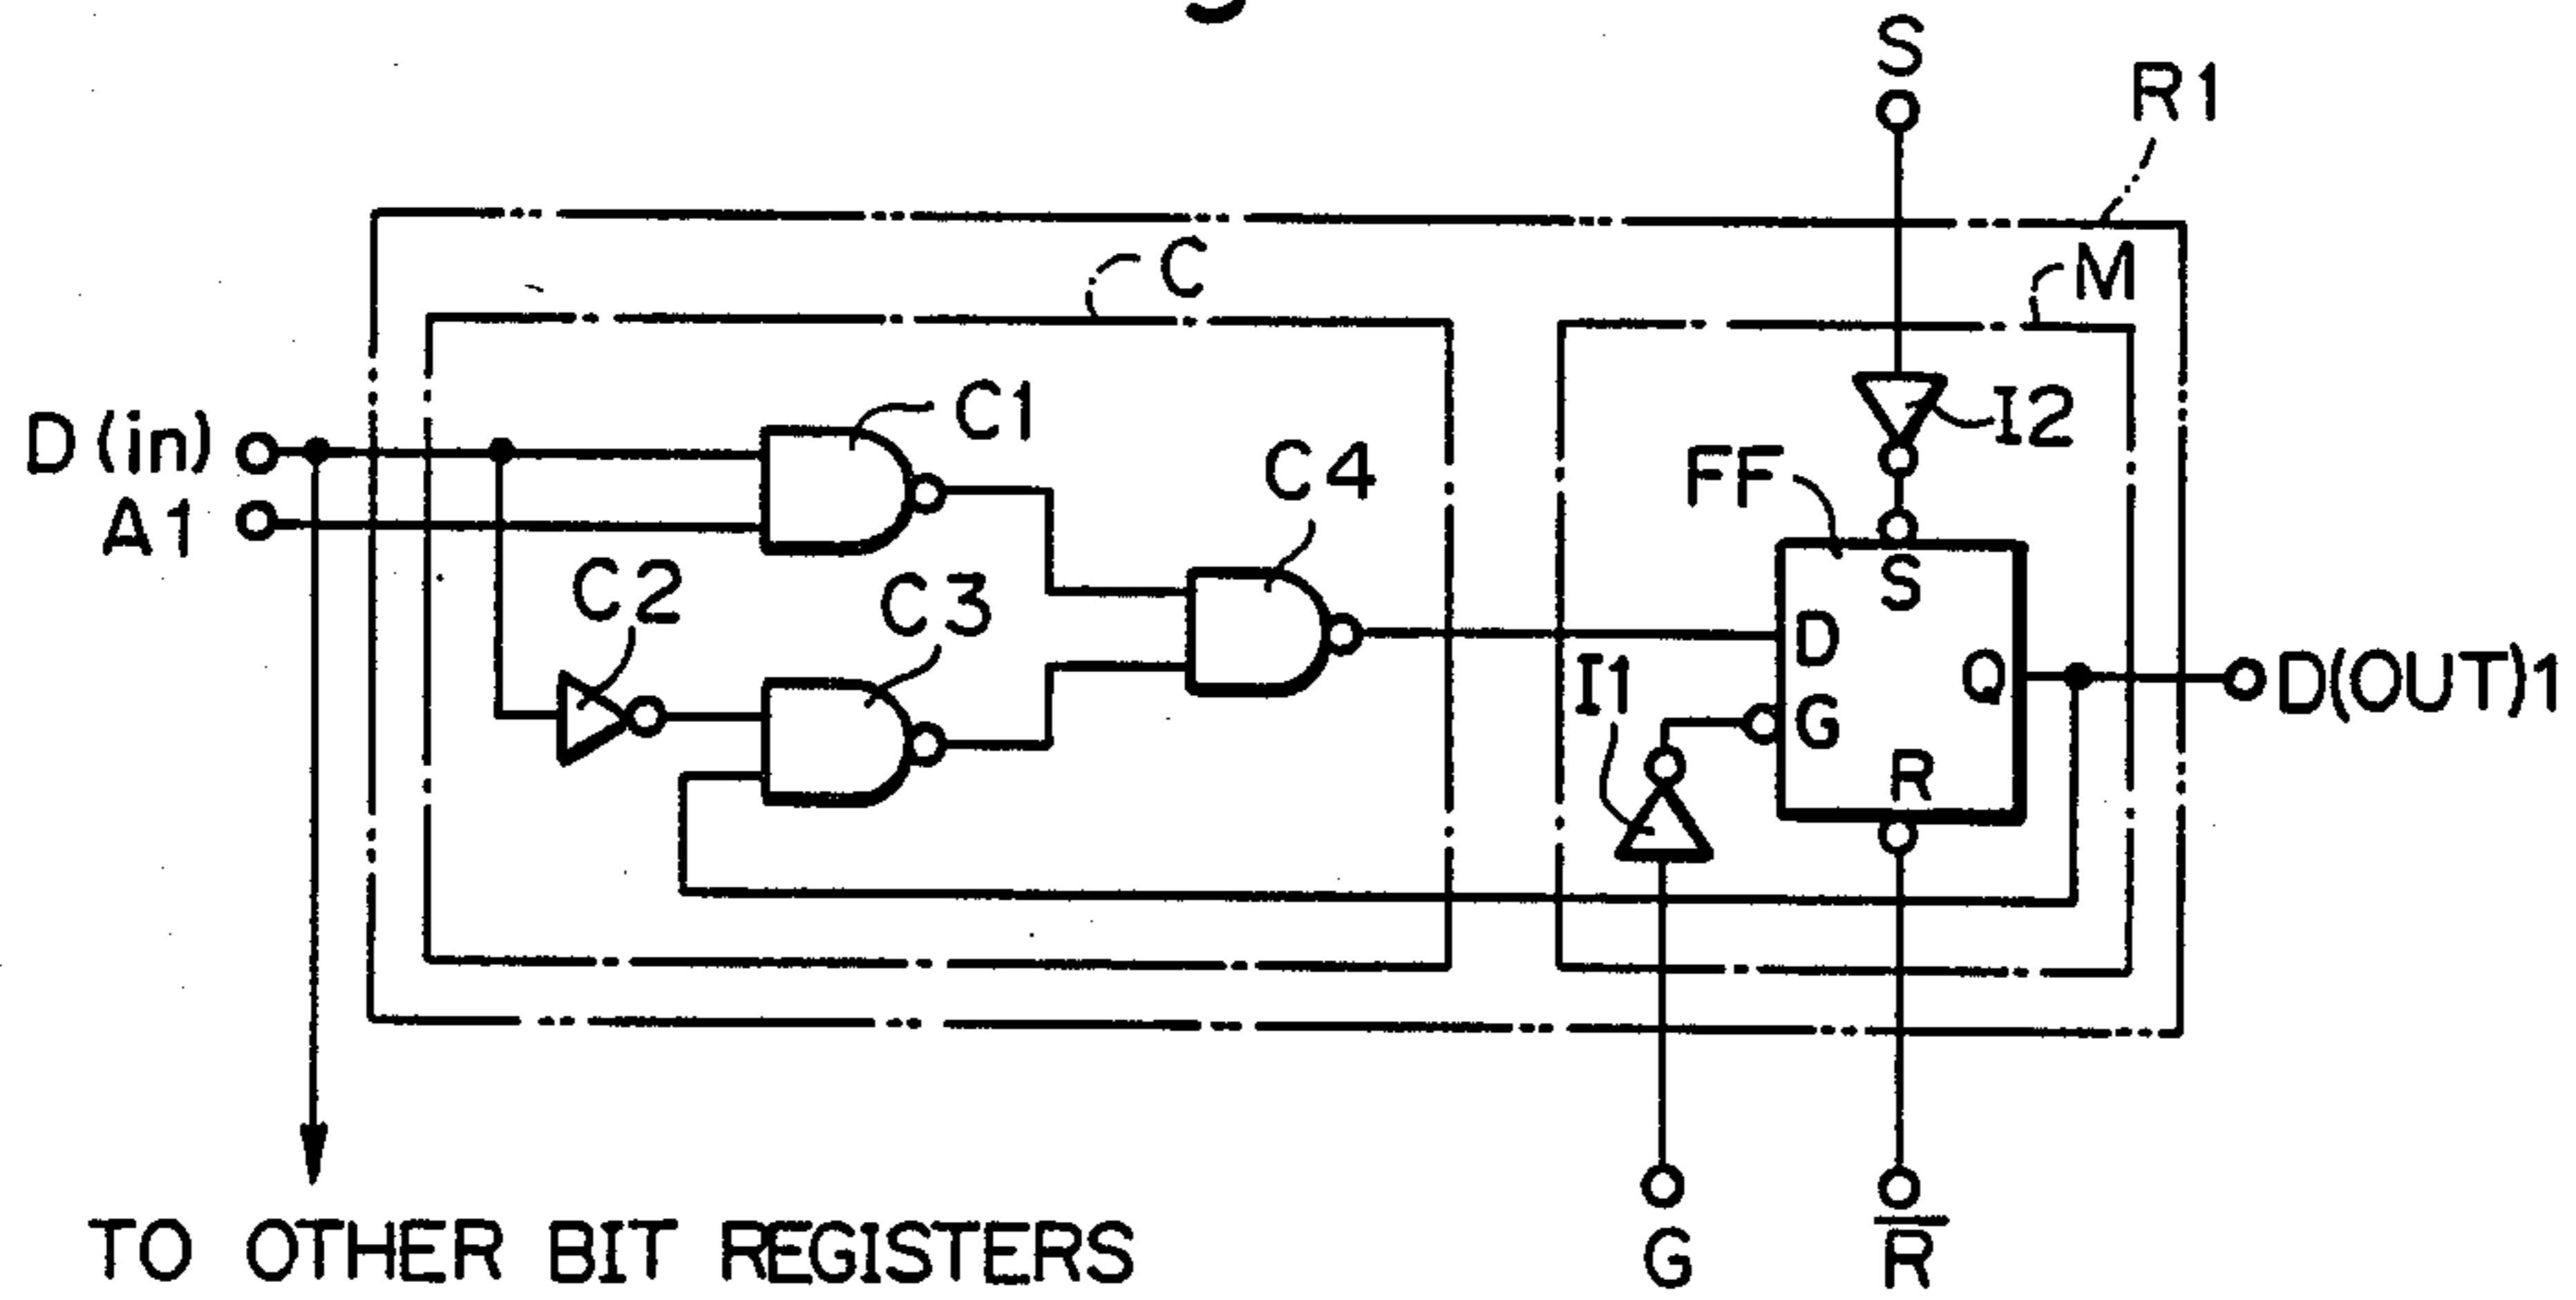 S
R1
C
M
D (in)
C1
I2
A1
C4
FF
C2
C3
S
D
I1
G
Q
D(OUT)1
R
TO OTHER BIT REGISTERS
G
R̅